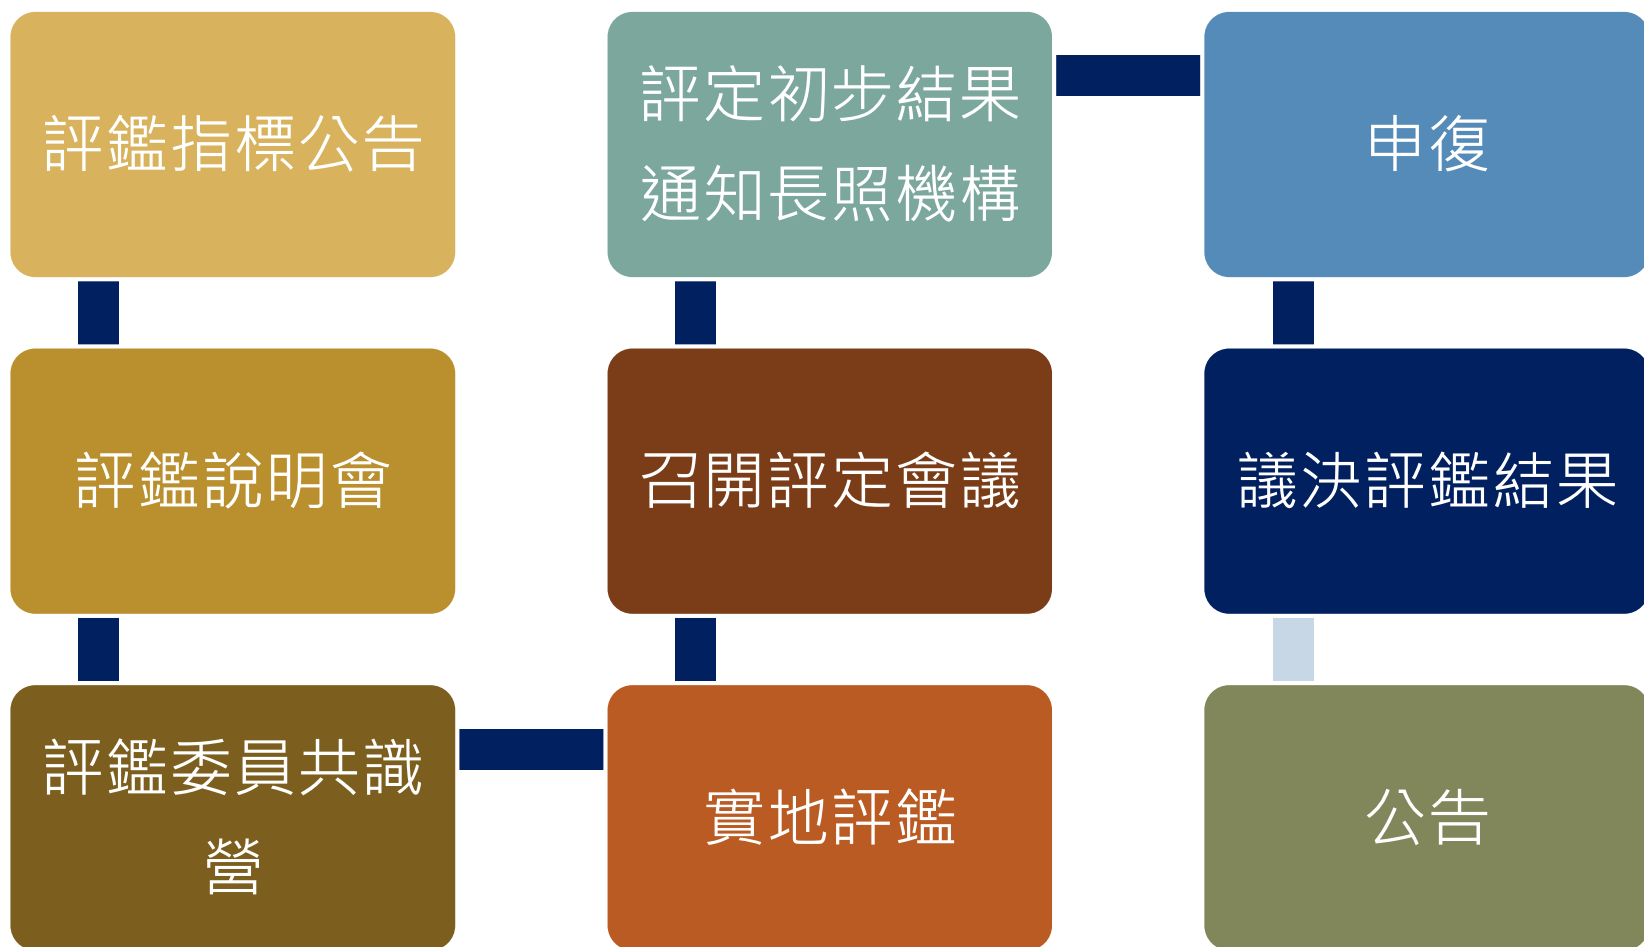 評鑑指標公告
評鑑說明會
評鑑委員共識
營
實地評鑑
召開評定會議
評定初步結果
通知長照機構
申復
議決評鑑結果
公告